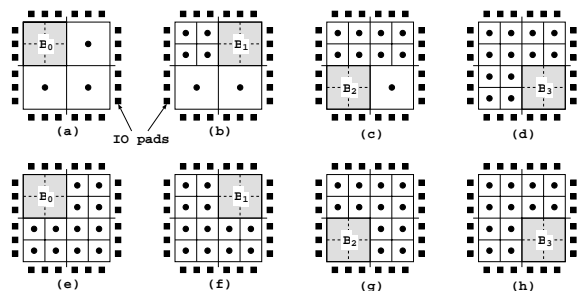 B0 B1 B2 B3
(a) (b) (c) (d)
IO pads
B0 B1 B2 B3
(e) (f) (g) (h)